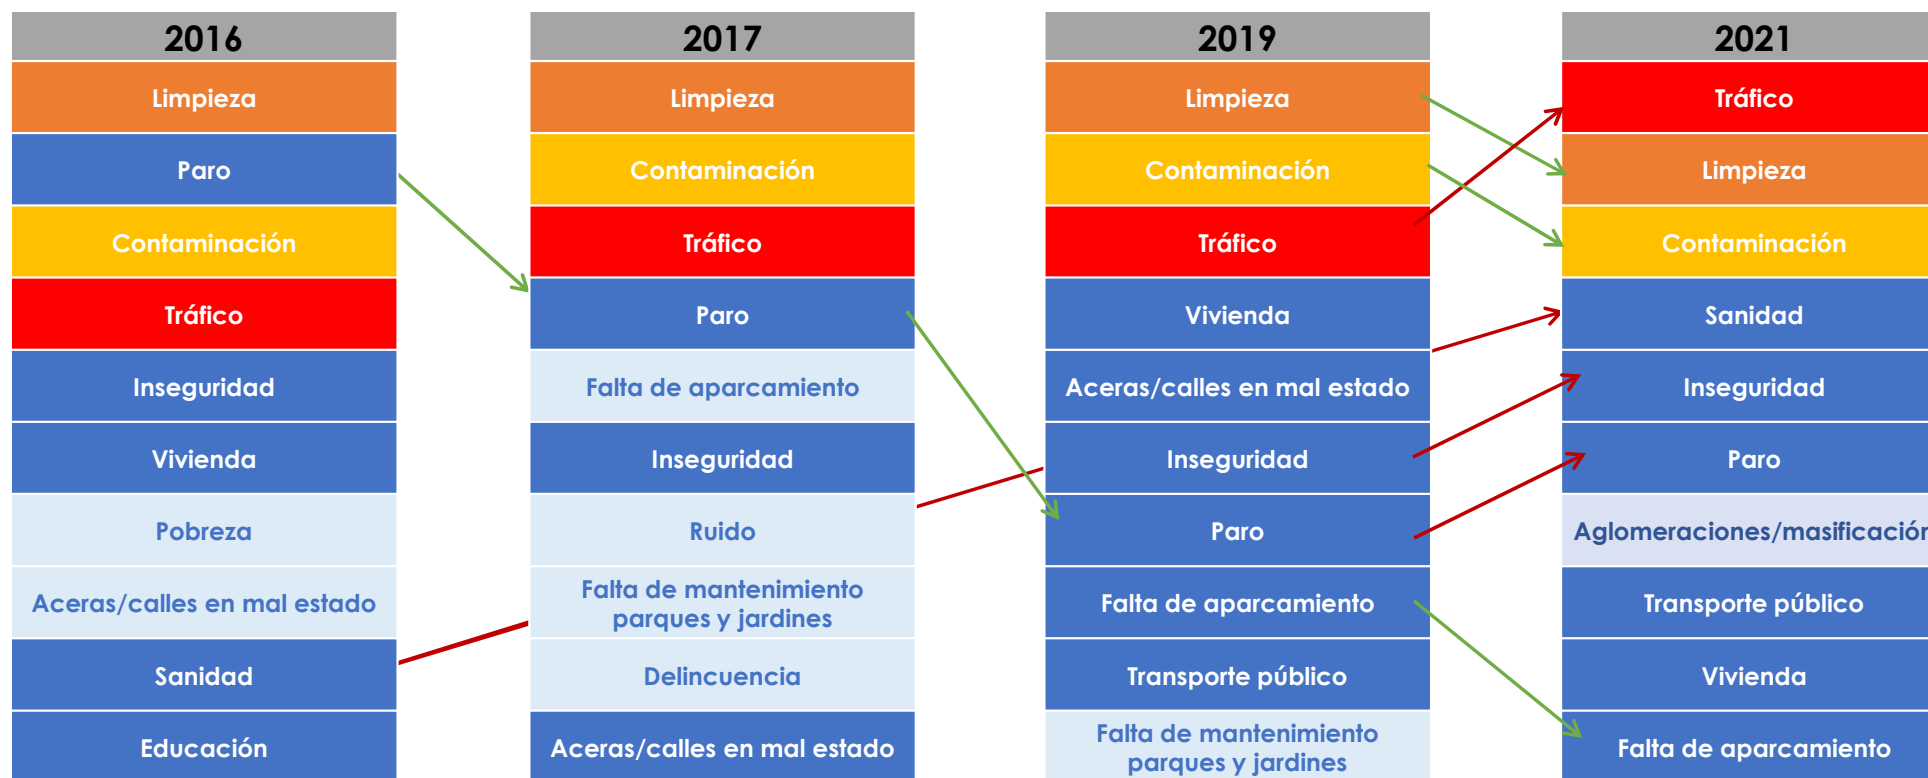 2016
Limpieza
Paro
Contaminación
Tráfico
Inseguridad
Vivienda
Pobreza
Aceras/calles en mal estado
Sanidad
Educación
2017
Limpieza
Contaminación
Tráfico
Paro
Falta de aparcamiento
Inseguridad
Ruido
Falta de mantenimiento
parques y jardines
Delincuencia
Aceras/calles en mal estado
2019
Limpieza
Contaminación
Tráfico
Vivienda
Aceras/calles en mal estado
Inseguridad
Paro
Falta de aparcamiento
Transporte público
Falta de mantenimiento
parques y jardines
2021
Tráfico
Limpieza
Contaminación
Sanidad
Inseguridad
Paro
Aglomeraciones/masificación
Transporte público
Vivienda
Falta de aparcamiento